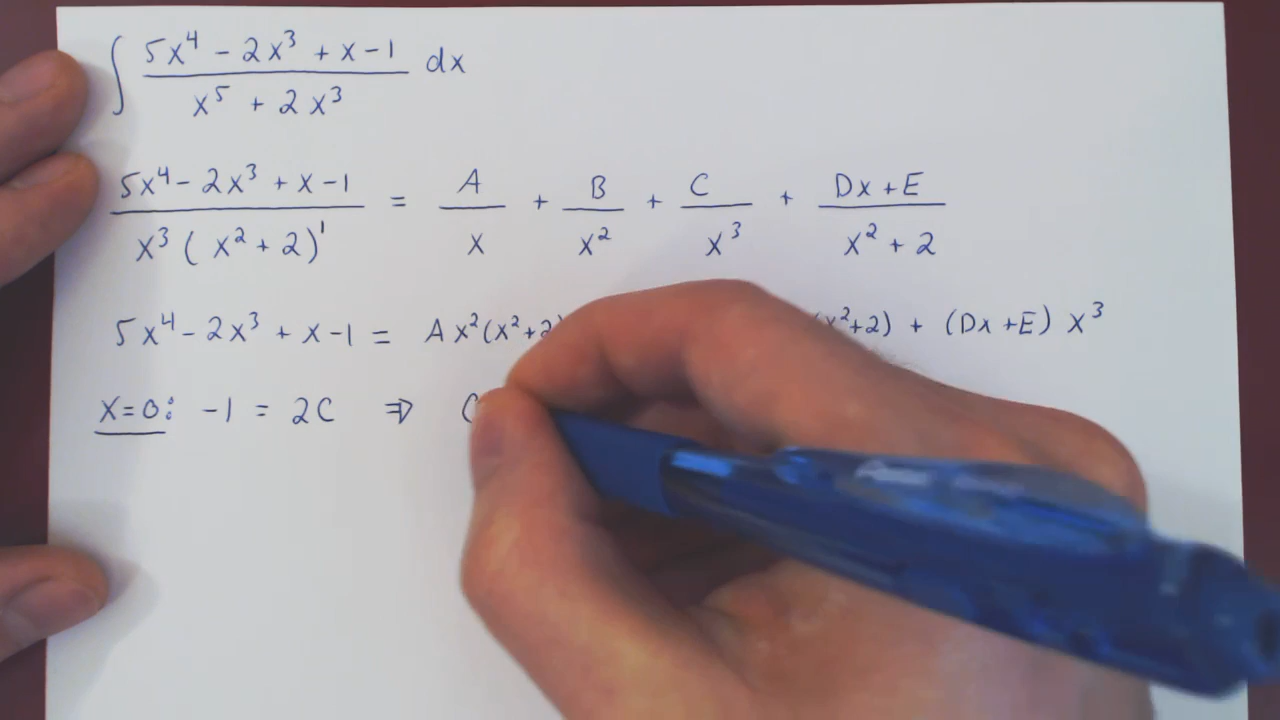 ∫ (5x⁴ - 2x³ + x - 1)/(x⁵ + 2x³) dx
(5x⁴ - 2x³ + x - 1)/(x³(x² + 2)¹) = A/x + B/x² + C/x³ + (Dx + E)/(x² + 2)
5x⁴ - 2x³ + x - 1 = Ax²(x²+2 x²+2) + (Dx + E) x³
x=0: -1 = 2C ⇒ C